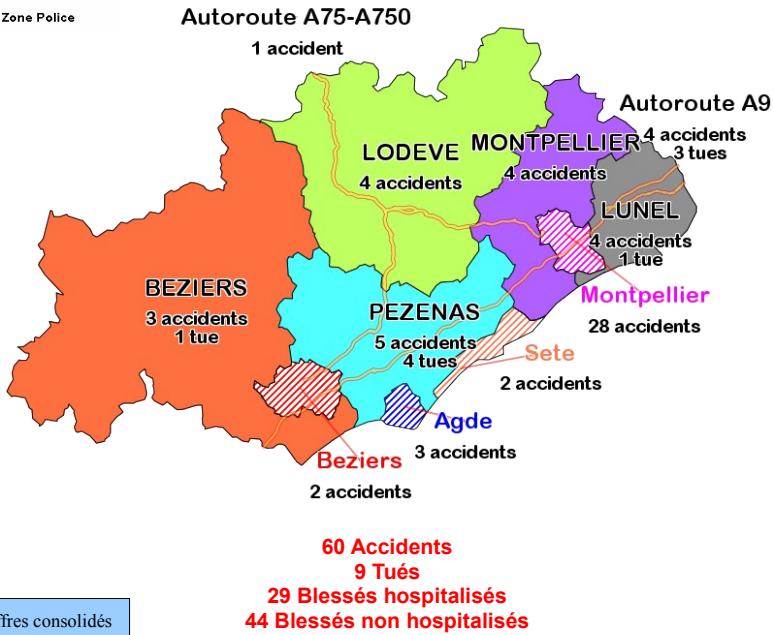 Zone Police
Autoroute A75-A750
1 accident
Autoroute A9
4 accidents
3 tues
LODEVE
4 accidents
MONTPELLIER
4 accidents
LUNEL
4 accidents
1 tue
BEZIERS
3 accidents
1 tue
PEZENAS
5 accidents
4 tues
Montpellier
28 accidents
Sete
2 accidents
Agde
3 accidents
Beziers
2 accidents
60 Accidents
9 Tués
29 Blessés hospitalisés
44 Blessés non hospitalisés
ffres consolidés